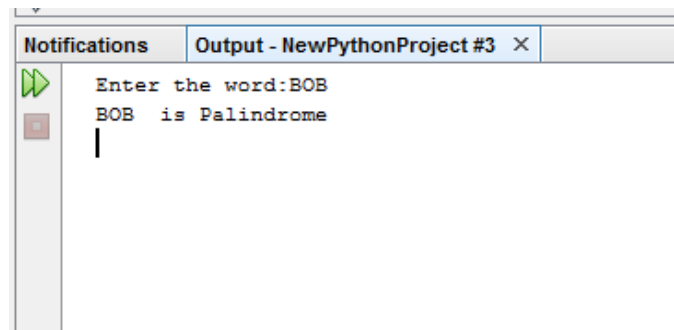 Notifications Output - NewPythonProject #3 ×
Enter the word:BOB
BOB  is Palindrome